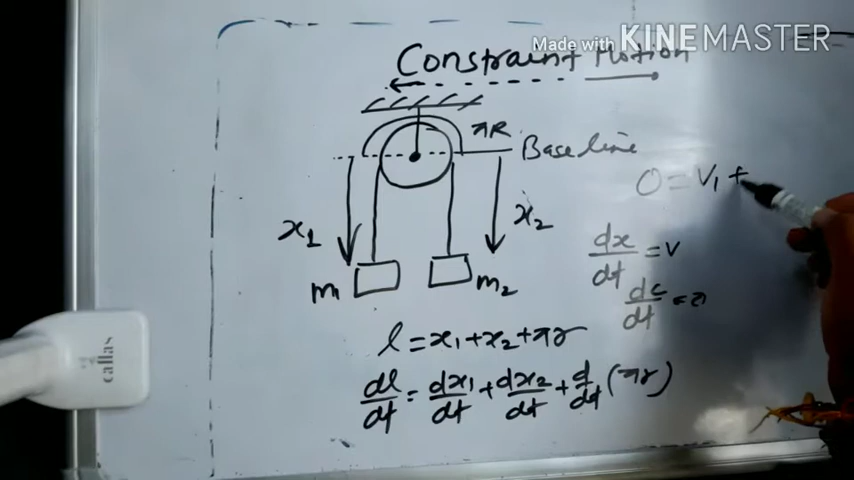 Made with KINEMASTER
Constraint Motion
πR
Base line
0 = V₁ +
x₁
x₂
dx/dt = v
m
m₂
dc/dt = 0
l = x₁ + x₂ + πr
dl/dt = dx₁/dt + dx₂/dt + d/dt (πr)
callas